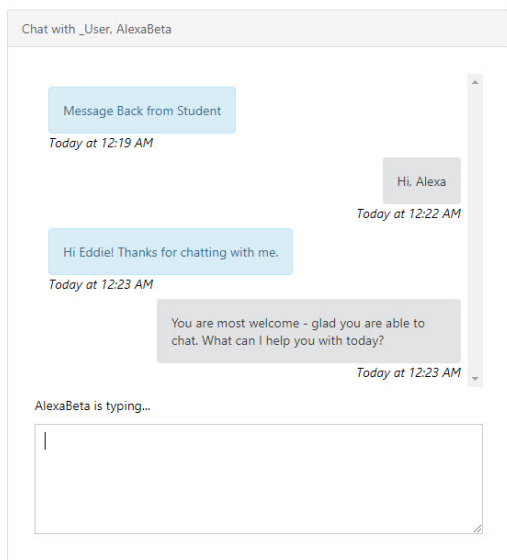 Chat with _User, AlexaBeta
Message Back from Student
Today at 12:19 AM
Hi, Alexa
Today at 12:22 AM
Hi Eddie! Thanks for chatting with me.
Today at 12:23 AM
You are most welcome - glad you are able to
chat. What can I help you with today?
Today at 12:23 AM
AlexaBeta is typing...